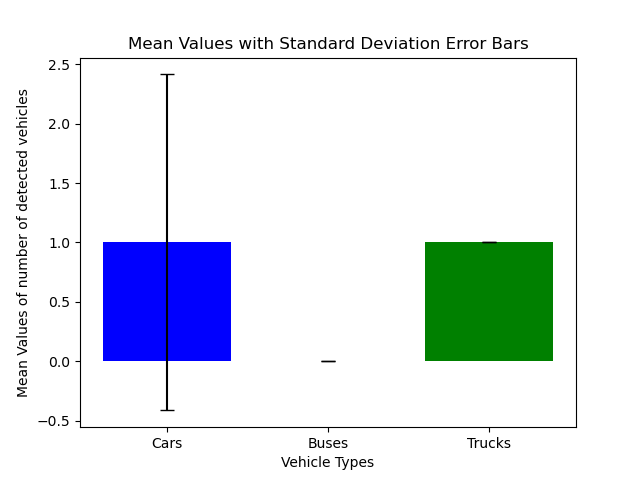 Mean Values with Standard Deviation Error Bars
Mean Values of number of detected vehicles
2.5
2.0
1.5
1.0
0.5
0.0
−0.5
Cars Buses Trucks
Vehicle Types